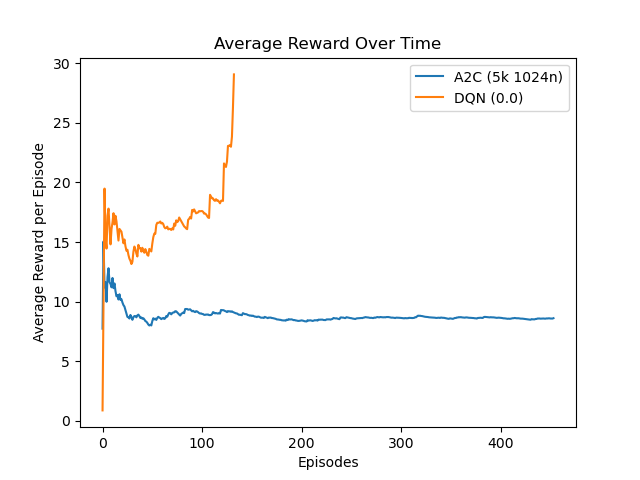 Average Reward Over Time
A2C (5k 1024n)
DQN (0.0)
Average Reward per Episode
30
25
20
15
10
5
0
0 100 200 300 400
Episodes